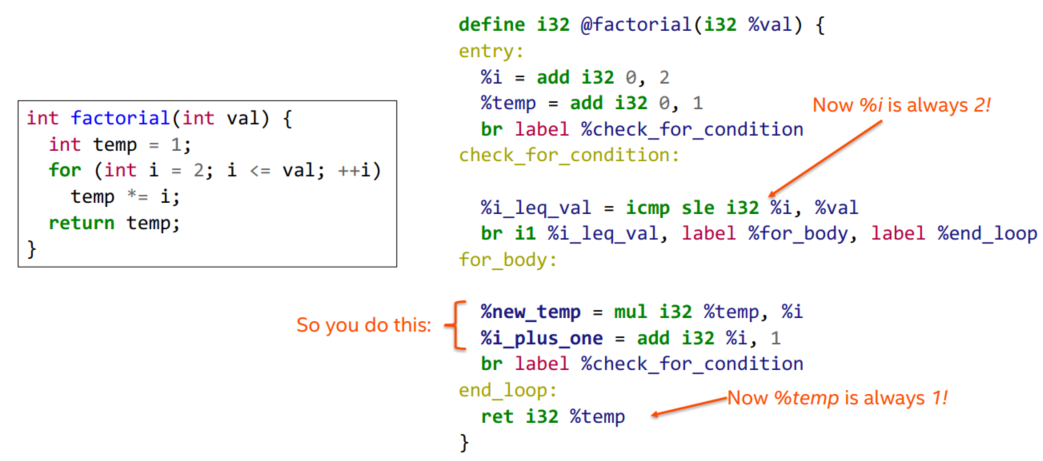 int factorial(int val) {
int temp = 1;
for (int i = 2; i <= val; ++i)
temp *= i;
return temp;
}
define i32 @factorial(i32 %val) {
entry:
%i = add i32 0, 2
%temp = add i32 0, 1
br label %check_for_condition
check_for_condition:
Now %i is always 2!
%i_leq_val = icmp sle i32 %i, %val
br i1 %i_leq_val, label %for_body, label %end_loop
for_body:
So you do this:
%new_temp = mul i32 %temp, %i
%i_plus_one = add i32 %i, 1
br label %check_for_condition
end_loop:
Now %temp is always 1!
ret i32 %temp
}